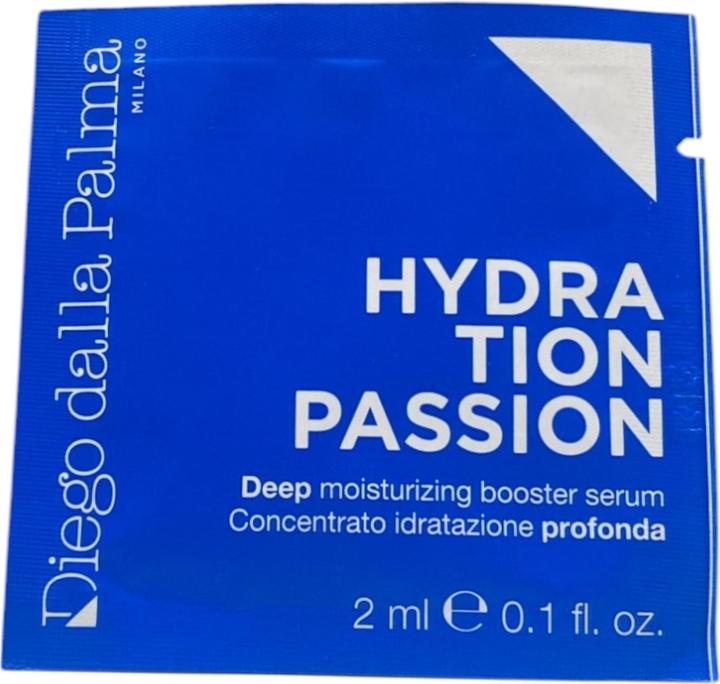 Diego dalla Palma
MILANO
HYDRA
TION
PASSION
Deep moisturizing booster serum
Concentrato idratazione profonda
2 ml ℮ 0.1 fl. oz.